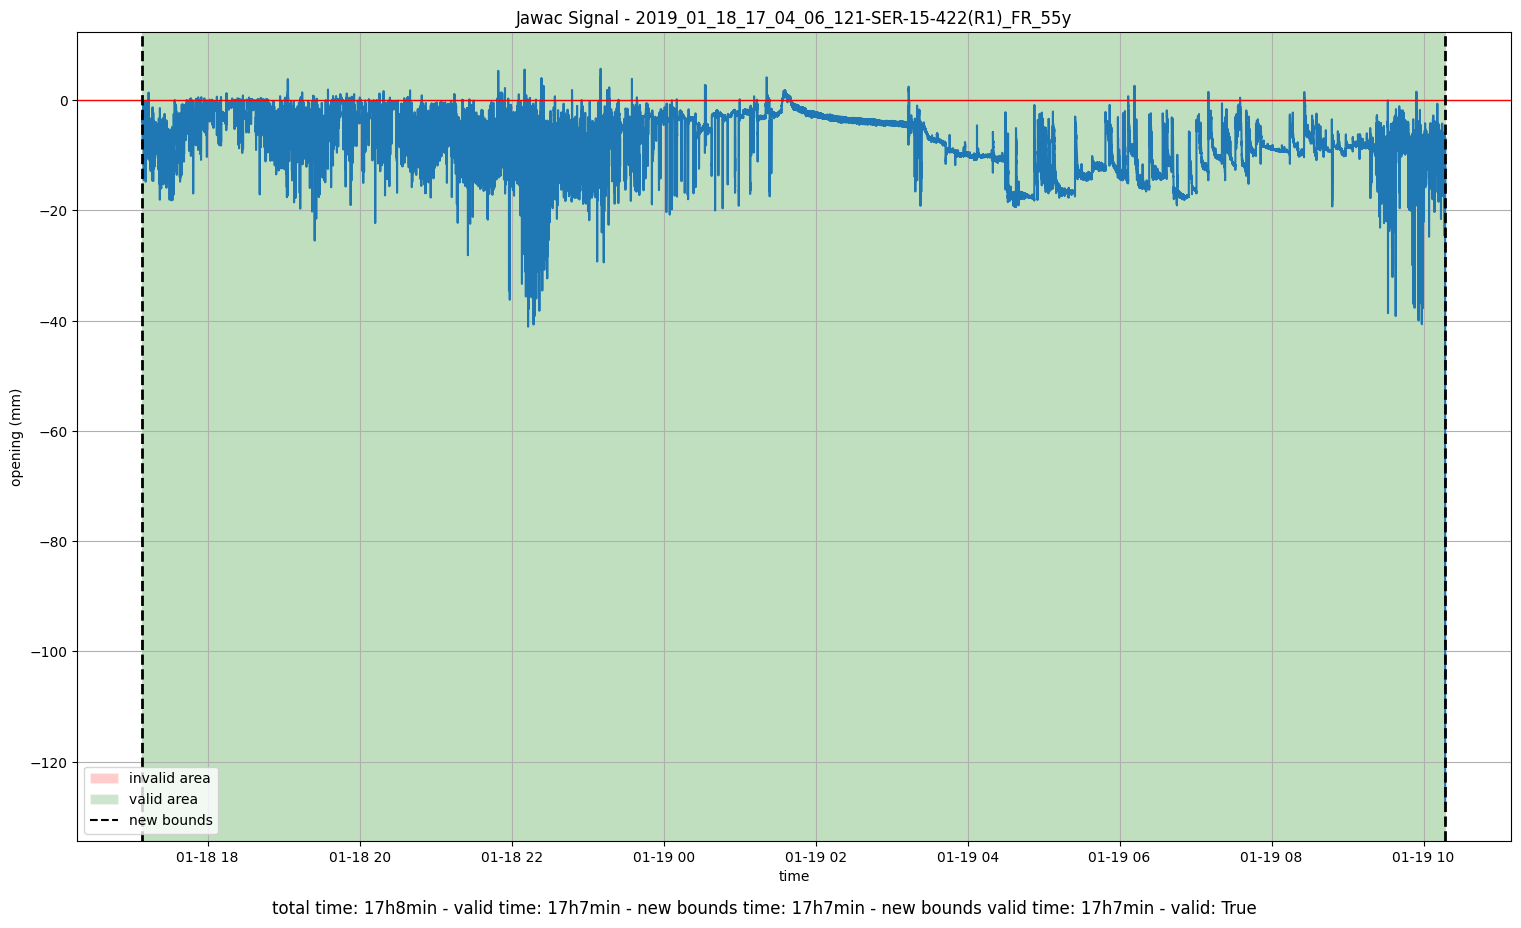 Jawac Signal - 2019_01_18_17_04_06_121-SER-15-422(R1)_FR_55y
opening (mm)
0
−20
−40
−60
−80
−100
−120
invalid area
valid area
new bounds
01-18 18 01-18 20 01-18 22 01-19 00 01-19 02 01-19 04 01-19 06 01-19 08 01-19 10
time
total time: 17h8min - valid time: 17h7min - new bounds time: 17h7min - new bounds valid time: 17h7min - valid: True